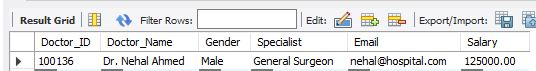 Result Grid Filter Rows: Edit: Export/Import:
Doctor_ID Doctor_Name Gender Specialist Email Salary
100136 Dr. Nehal Ahmed Male General Surgeon nehal@hospital.com 125000.00